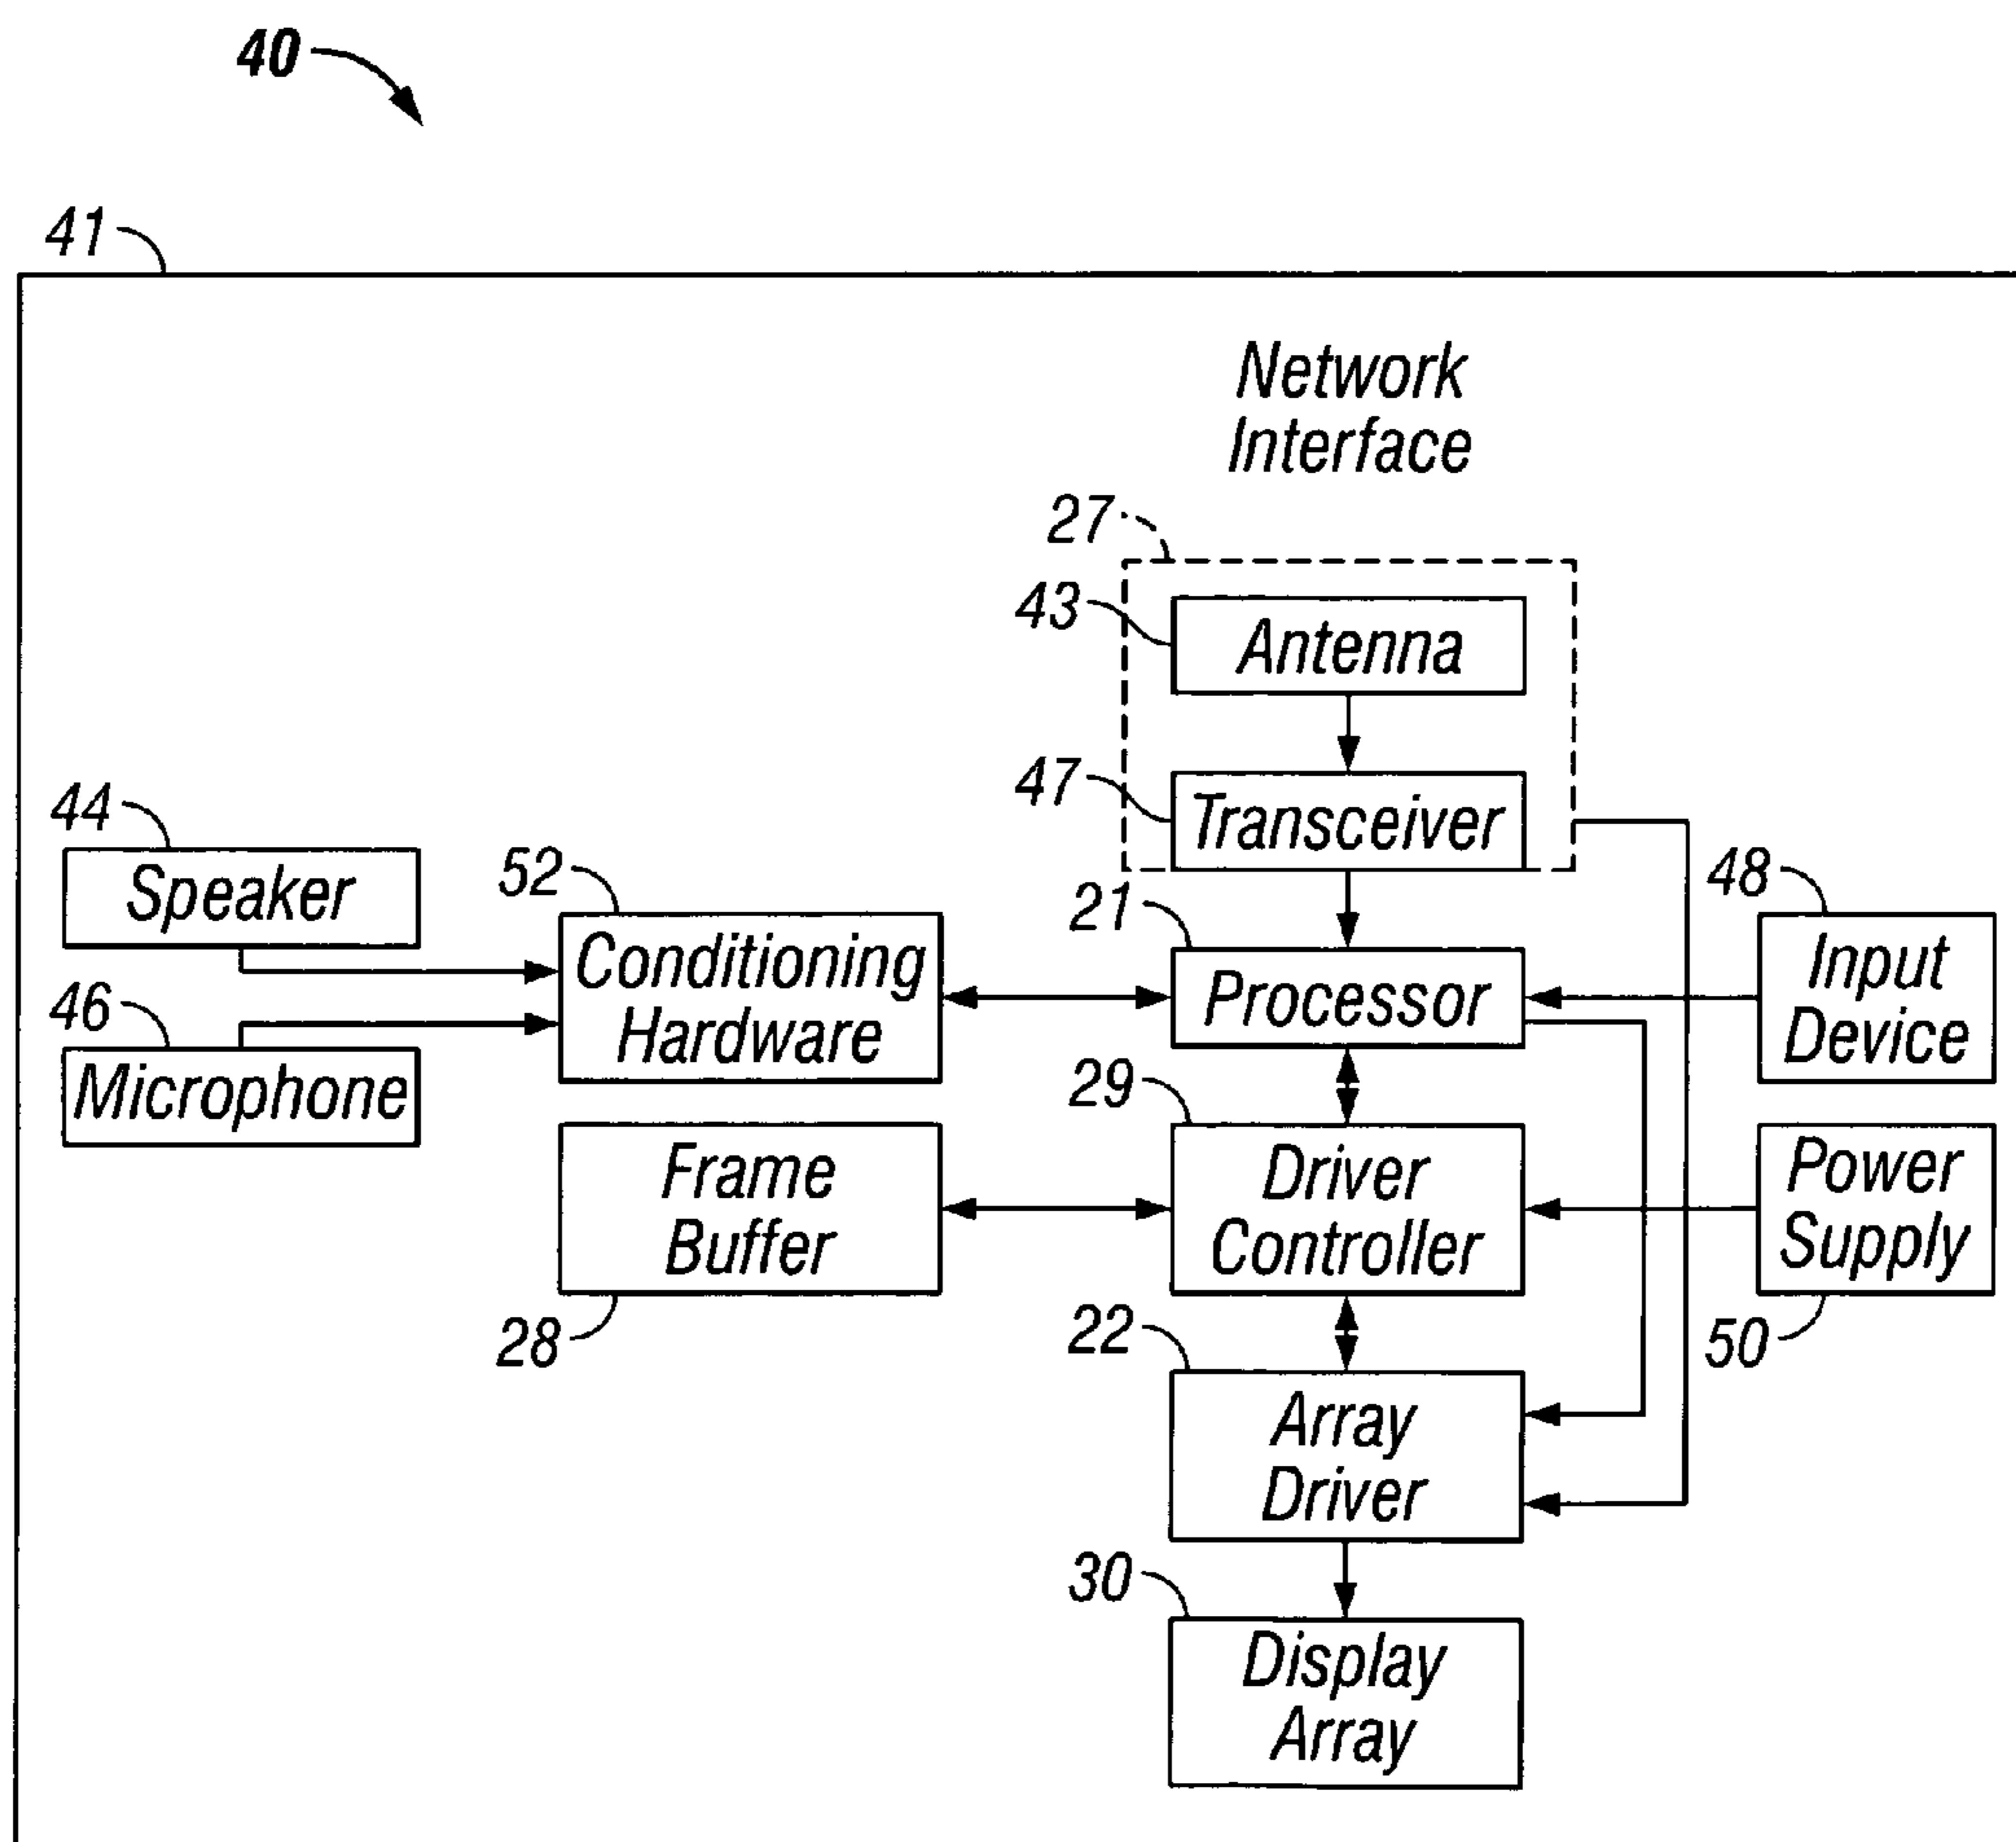 40
41
Network
Interface
27
43
Antenna
47
Transceiver
44
Speaker
52
Conditioning
Hardware
21
Processor
48
Input
Device
46
Microphone
29
Frame
Buffer
28
Driver
Controller
Power
Supply
50
22
Array
Driver
30
Display
Array